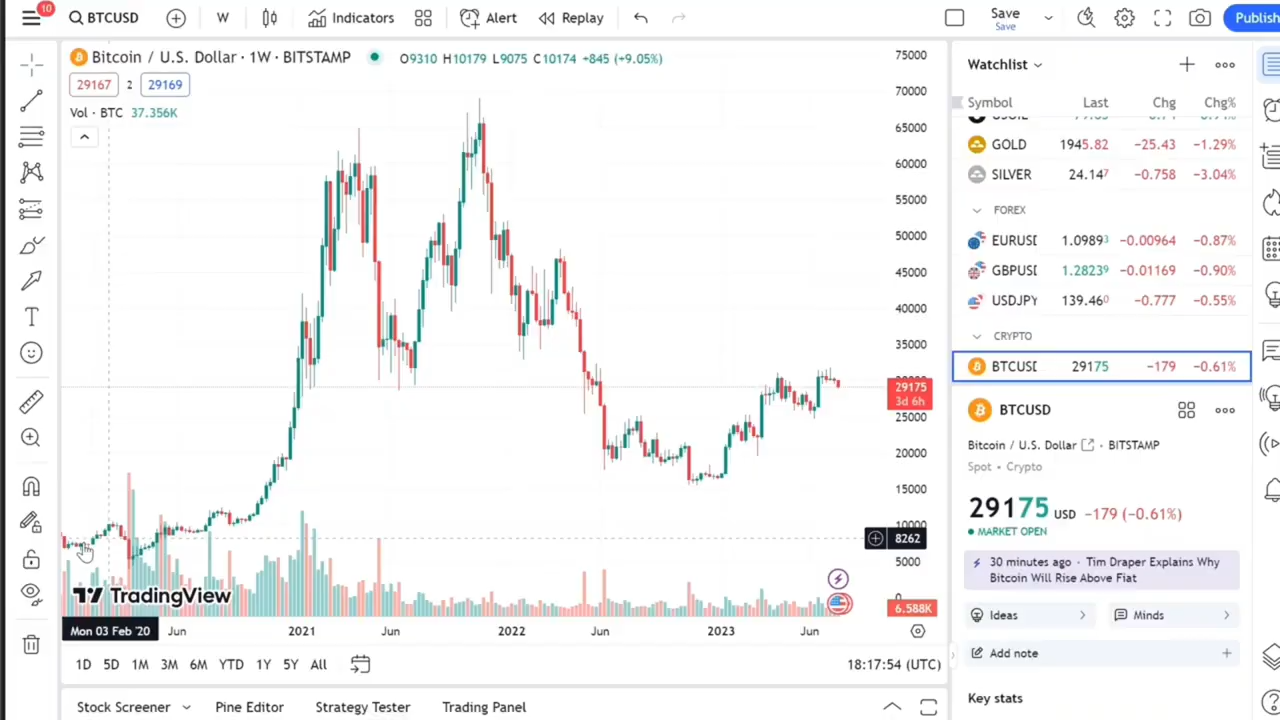 10
BTCUSD
W
Indicators
Alert
Replay
Save
Save
Publish
Bitcoin / U.S. Dollar · 1W · BITSTAMP
O9310 H10179 L9075 C10174 +845 (+9.05%)
29167 2 29169
Vol · BTC 37.356K
75000
70000
65000
60000
55000
50000
45000
40000
35000
29175
3d 6h
25000
20000
15000
10000
8262
5000
6.588K
TradingView
Mon 03 Feb '20 Jun 2021 Jun 2022 Jun 2023 Jun
1D 5D 1M 3M 6M YTD 1Y 5Y All
18:17:54 (UTC)
Stock Screener Pine Editor Strategy Tester Trading Panel
Watchlist
Symbol Last Chg Chg%
GOLD 1945.82 −25.43 −1.29%
SILVER 24.147 −0.758 −3.04%
FOREX
EURUSD 1.09893 −0.00964 −0.87%
GBPUSD 1.28239 −0.01169 −0.90%
USDJPY 139.460 −0.777 −0.55%
CRYPTO
BTCUSD 29175 −179 −0.61%
BTCUSD
Bitcoin / U.S. Dollar · BITSTAMP
Spot · Crypto
29175 USD −179 (−0.61%)
MARKET OPEN
30 minutes ago · Tim Draper Explains Why
Bitcoin Will Rise Above Fiat
Ideas
Minds
Add note
Key stats